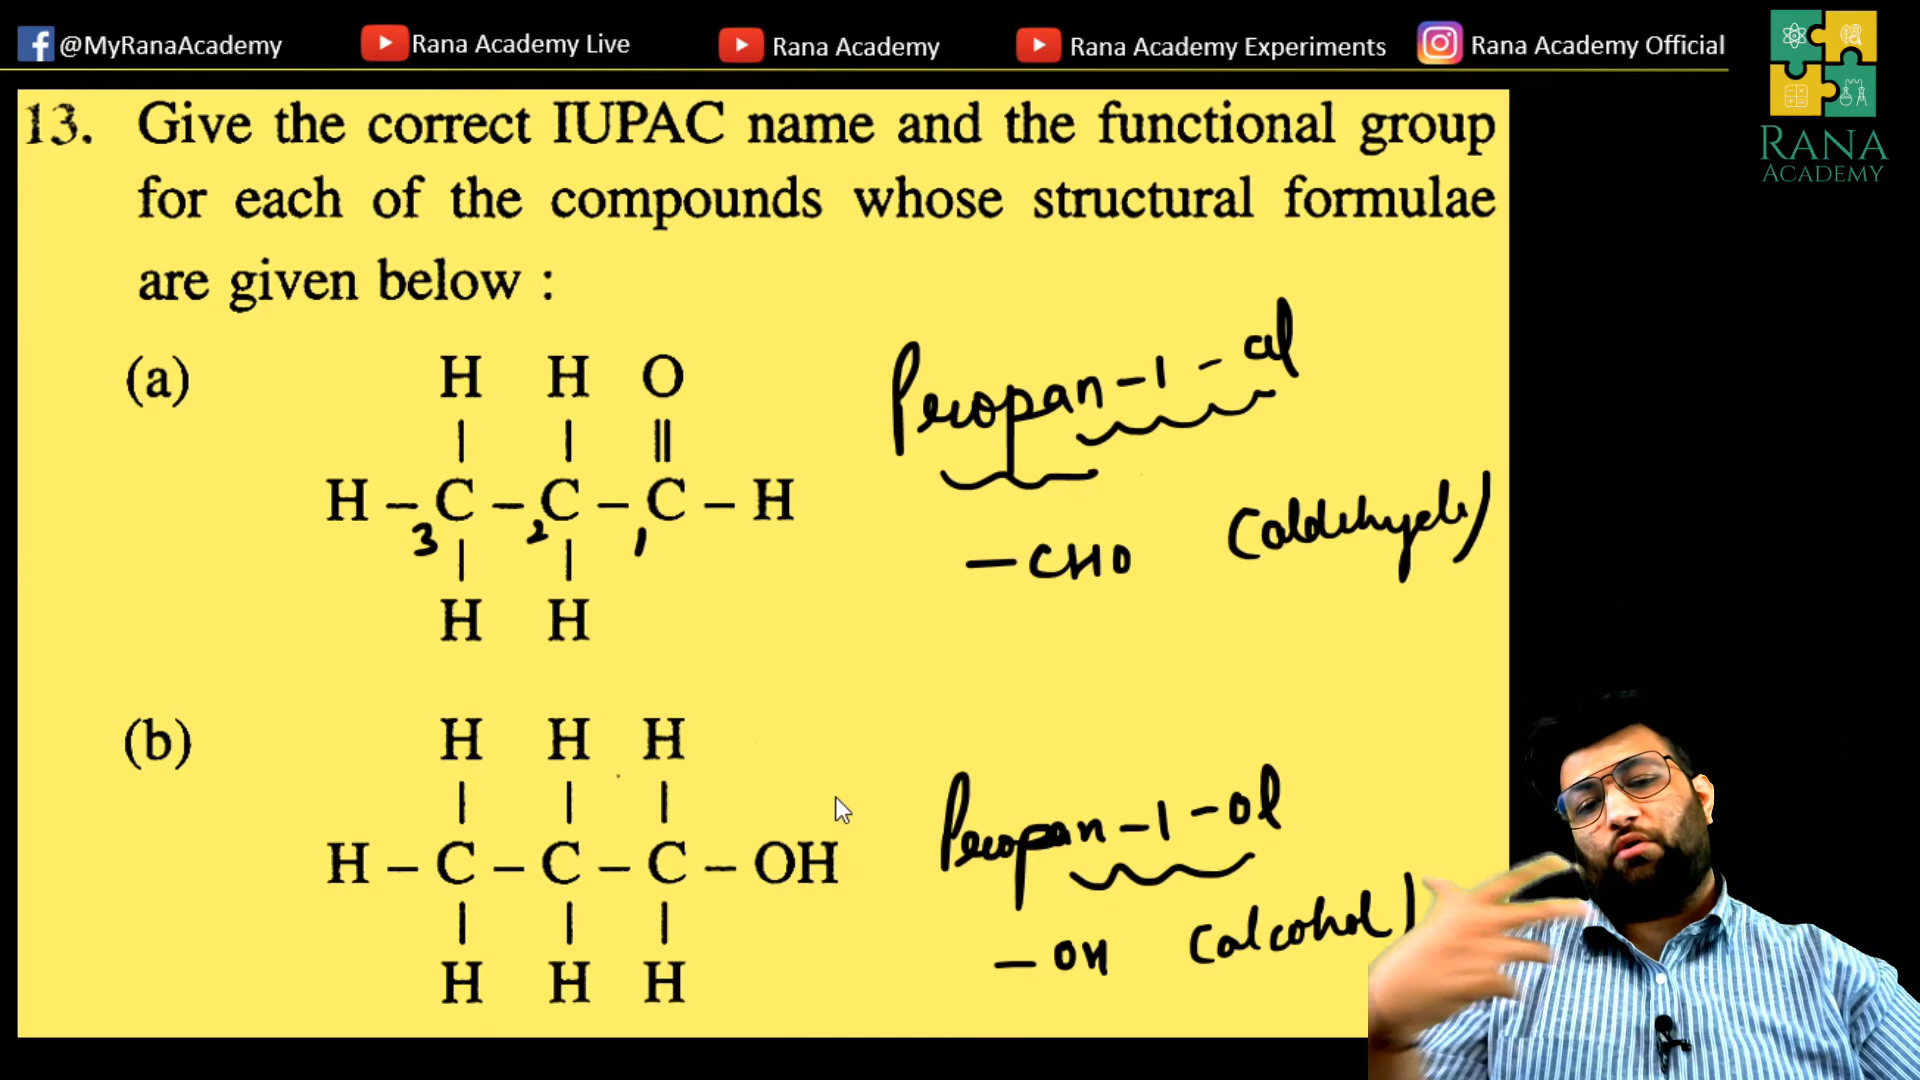 @MyRanaAcademy Rana Academy Live Rana Academy Rana Academy Experiments Rana Academy Official
RANA
ACADEMY
13. Give the correct IUPAC name and the functional group
for each of the compounds whose structural formulae
are given below :
(a) H H O
| | ||
H – C – C – C – H
3 2 1
| |
H H
Propan-1-al
-CHO (aldehyde)
(b) H H H
| | |
H – C – C – C – OH
| | |
H H H
Propan-1-ol
-OH (alcohol)